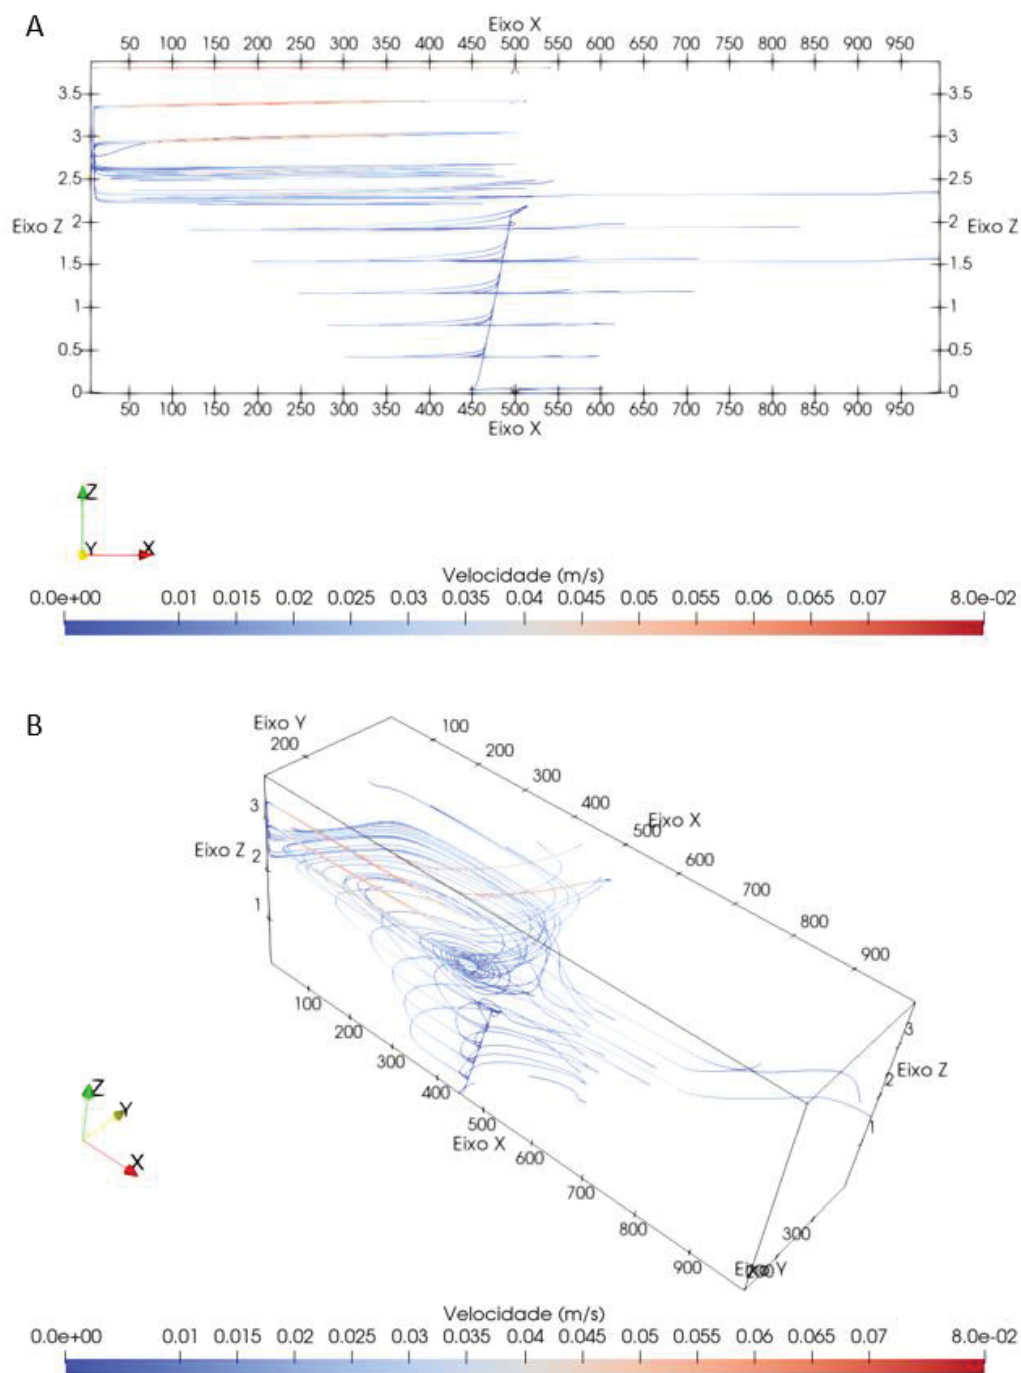 A
Eixo X
50 100 150 200 250 300 350 400 450 500 550 600 650 700 750 800 850 900 950
3.5 3.5
3 3
2.5 2.5
Eixo Z 2 2 Eixo Z
1.5 1.5
1 1
0.5 0.5
0 0
50 100 150 200 250 300 350 400 450 500 550 600 650 700 750 800 850 900 950
Eixo X
Z
Y X
Velocidade (m/s)
0.0e+00 0.01 0.015 0.02 0.025 0.03 0.035 0.04 0.045 0.05 0.055 0.06 0.065 0.07 8.0e-02
B
Eixo Y
200
100
200
300
400
500
Eixo X
600
700
800
900
3
Eixo Z 2
1
3
2 Eixo Z
1
100
200
300
400
500
Eixo X
600
700
800
900
300
Eixo Y
Z
Y
X
Velocidade (m/s)
0.0e+00 0.01 0.015 0.02 0.025 0.03 0.035 0.04 0.045 0.05 0.055 0.06 0.065 0.07 8.0e-02